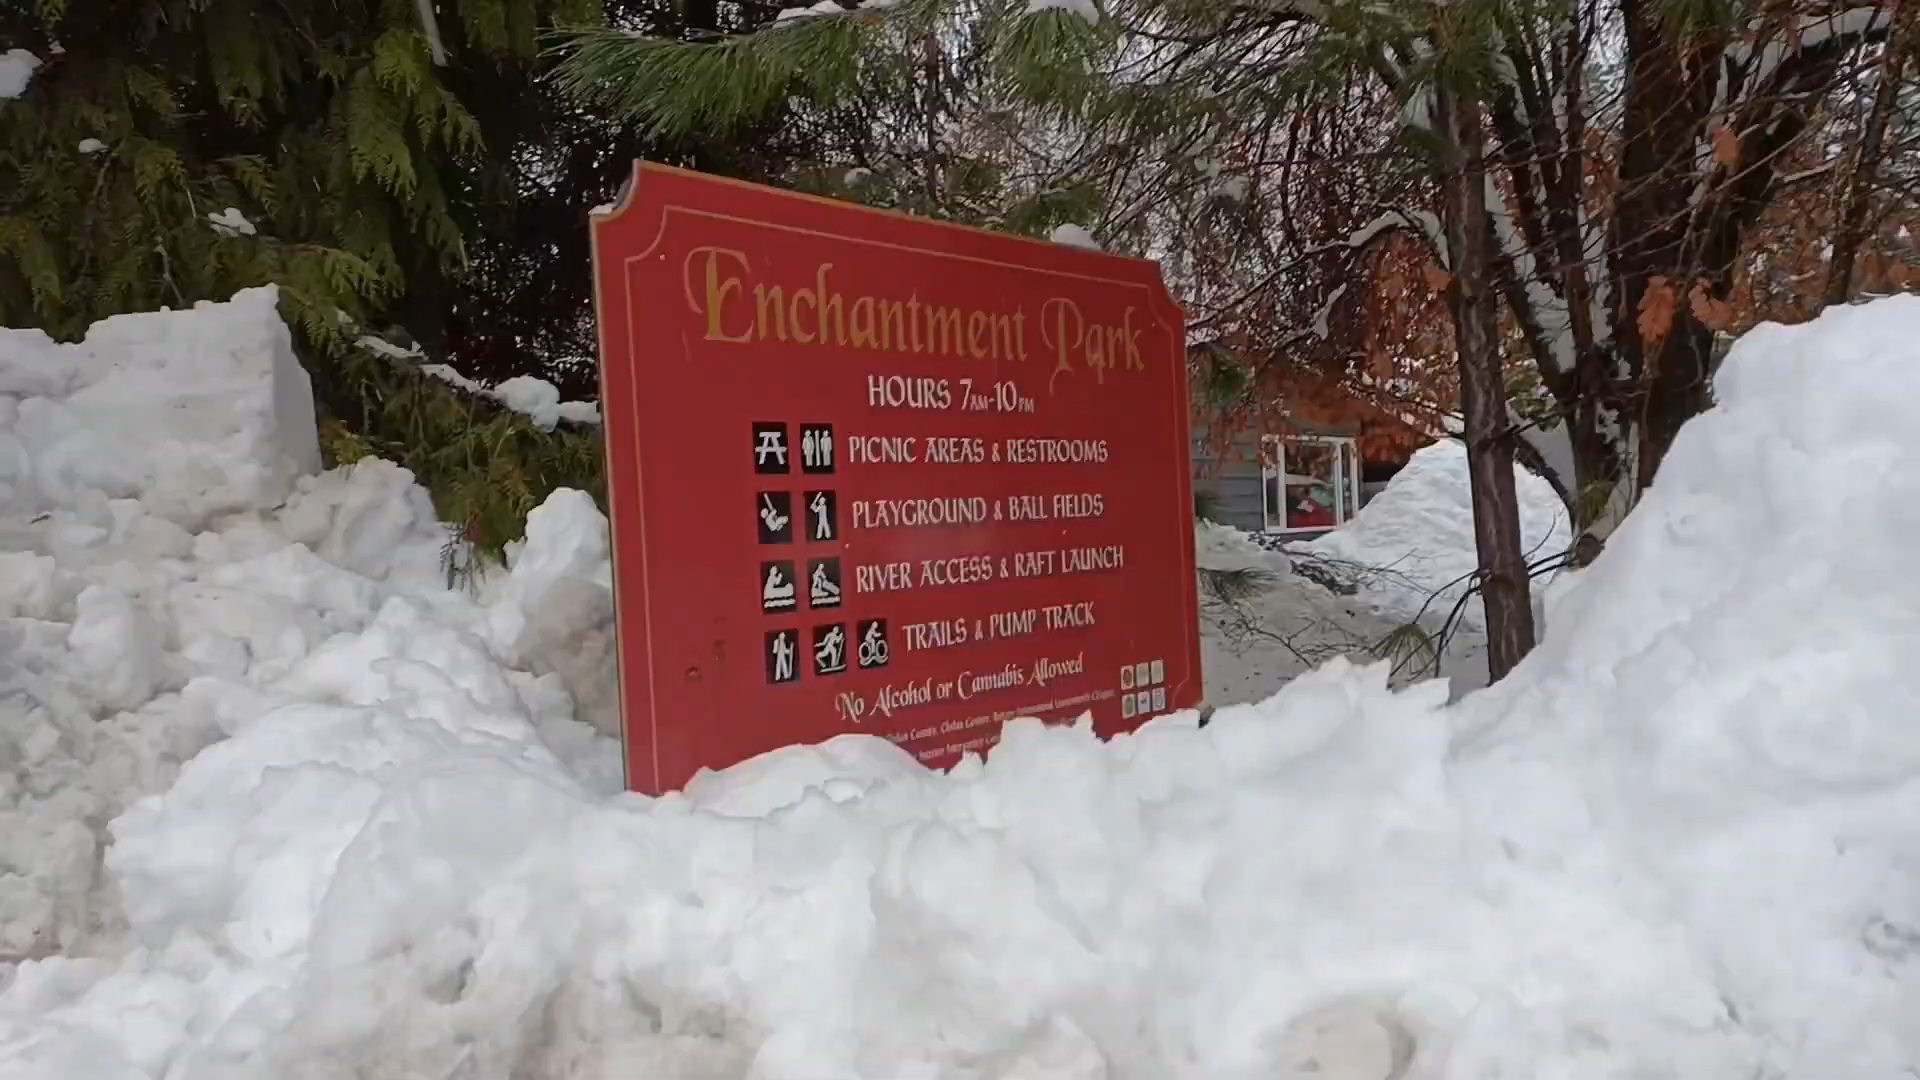 Enchantment Park
HOURS 7AM-10PM
PICNIC AREAS & RESTROOMS
PLAYGROUND & BALL FIELDS
RIVER ACCESS & RAFT LAUNCH
TRAILS & PUMP TRACK
No Alcohol or Cannabis Allowed